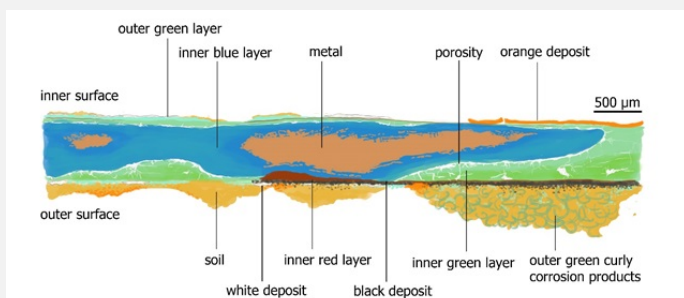 outer green layer
inner blue layer
metal
porosity
orange deposit
inner surface
500 µm
outer surface
soil
inner red layer
inner green layer
outer green curly
corrosion products
white deposit
black deposit